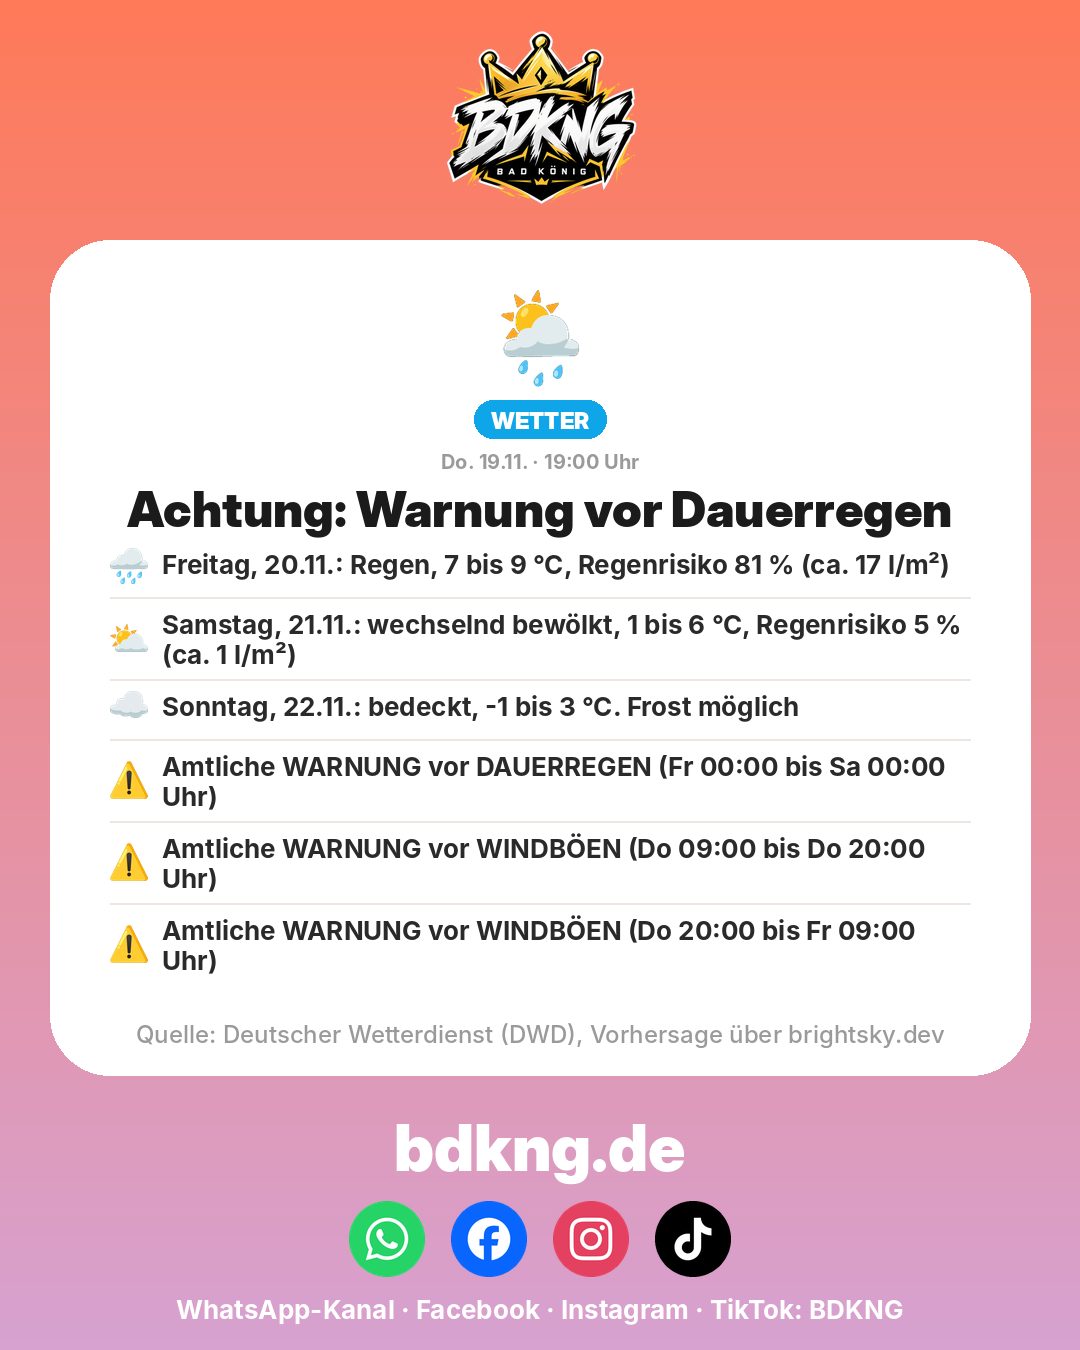 BDKNG
BAD KÖNIG
WETTER
Do. 19.11. · 19:00 Uhr
Achtung: Warnung vor Dauerregen
Freitag, 20.11.: Regen, 7 bis 9 °C, Regenrisiko 81 % (ca. 17 l/m²)
Samstag, 21.11.: wechselnd bewölkt, 1 bis 6 °C, Regenrisiko 5 %
(ca. 1 l/m²)
Sonntag, 22.11.: bedeckt, -1 bis 3 °C. Frost möglich
Amtliche WARNUNG vor DAUERREGEN (Fr 00:00 bis Sa 00:00
Uhr)
Amtliche WARNUNG vor WINDBÖEN (Do 09:00 bis Do 20:00
Uhr)
Amtliche WARNUNG vor WINDBÖEN (Do 20:00 bis Fr 09:00
Uhr)
Quelle: Deutscher Wetterdienst (DWD), Vorhersage über brightsky.dev
bdkng.de
WhatsApp-Kanal · Facebook · Instagram · TikTok: BDKNG